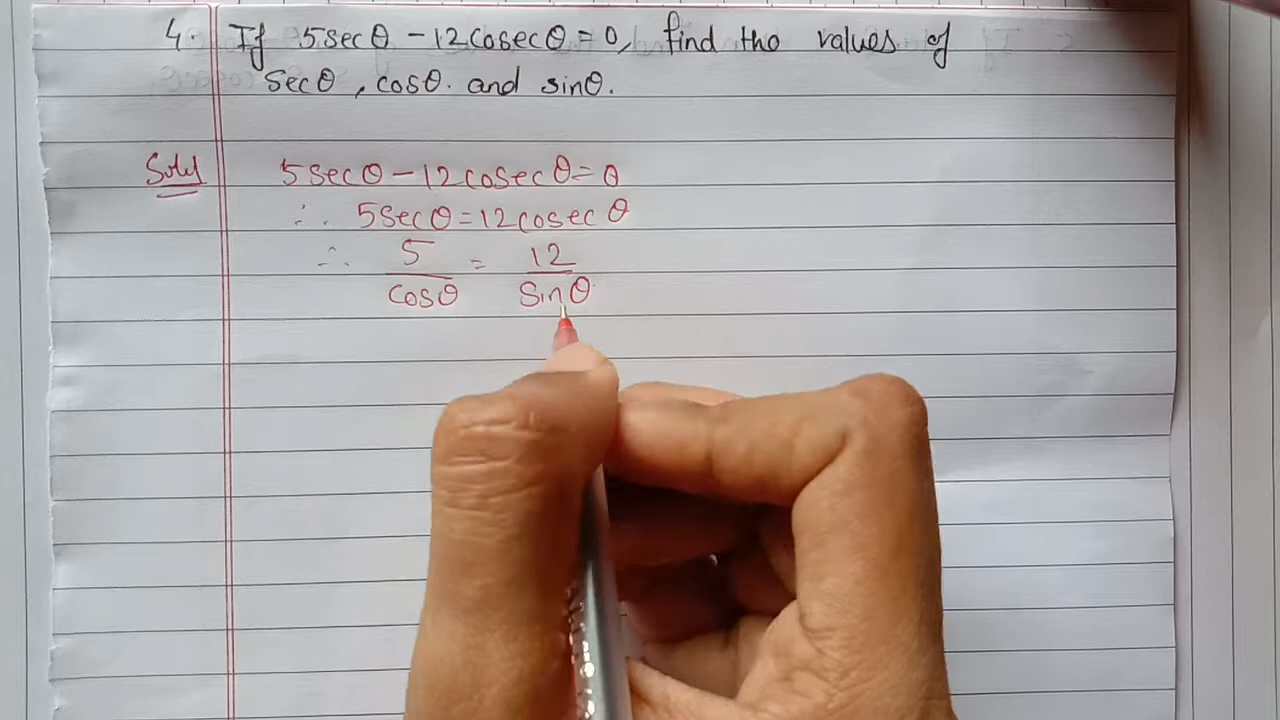 4. If 5secθ - 12cosecθ = 0, find the values of
secθ, cosθ. and sinθ.
Solⁿ 5secθ - 12cosecθ = 0
∴ 5secθ = 12cosecθ
∴ 5/cosθ = 12/sinθ